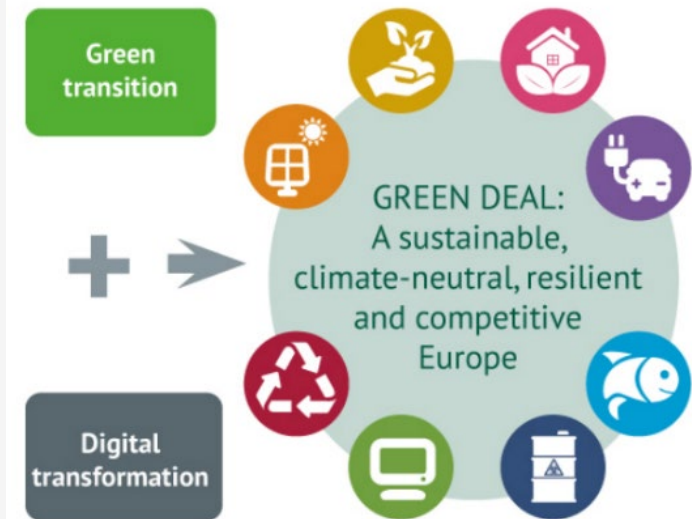 Green
transition
GREEN DEAL:
A sustainable,
climate-neutral, resilient
and competitive
Europe
Digital
transformation